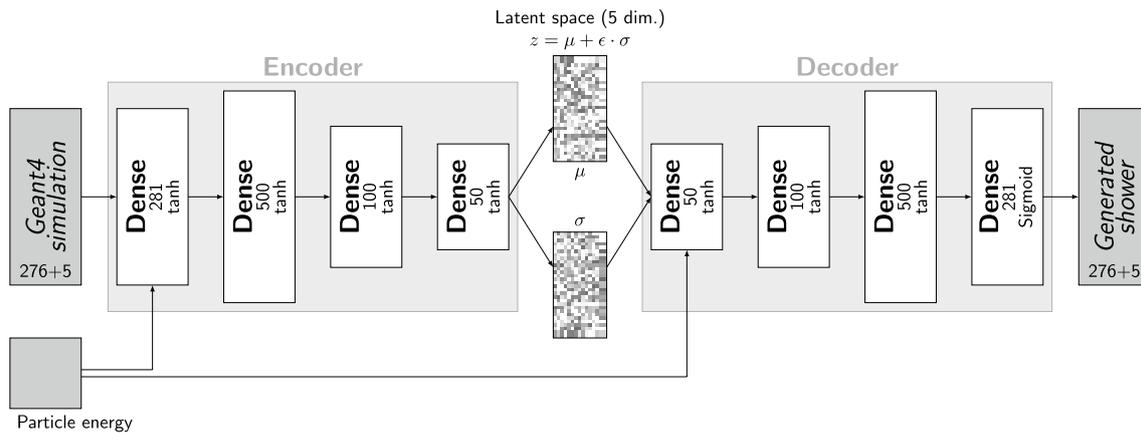 Latent space (5 dim.)
z = μ + ϵ · σ
Encoder
Decoder
Geant4
simulation
276+5
Dense
281
tanh
Dense
500
tanh
Dense
100
tanh
Dense
50
tanh
μ
σ
Dense
50
tanh
Dense
100
tanh
Dense
500
tanh
Dense
281
Sigmoid
Generated
shower
276+5
Particle energy